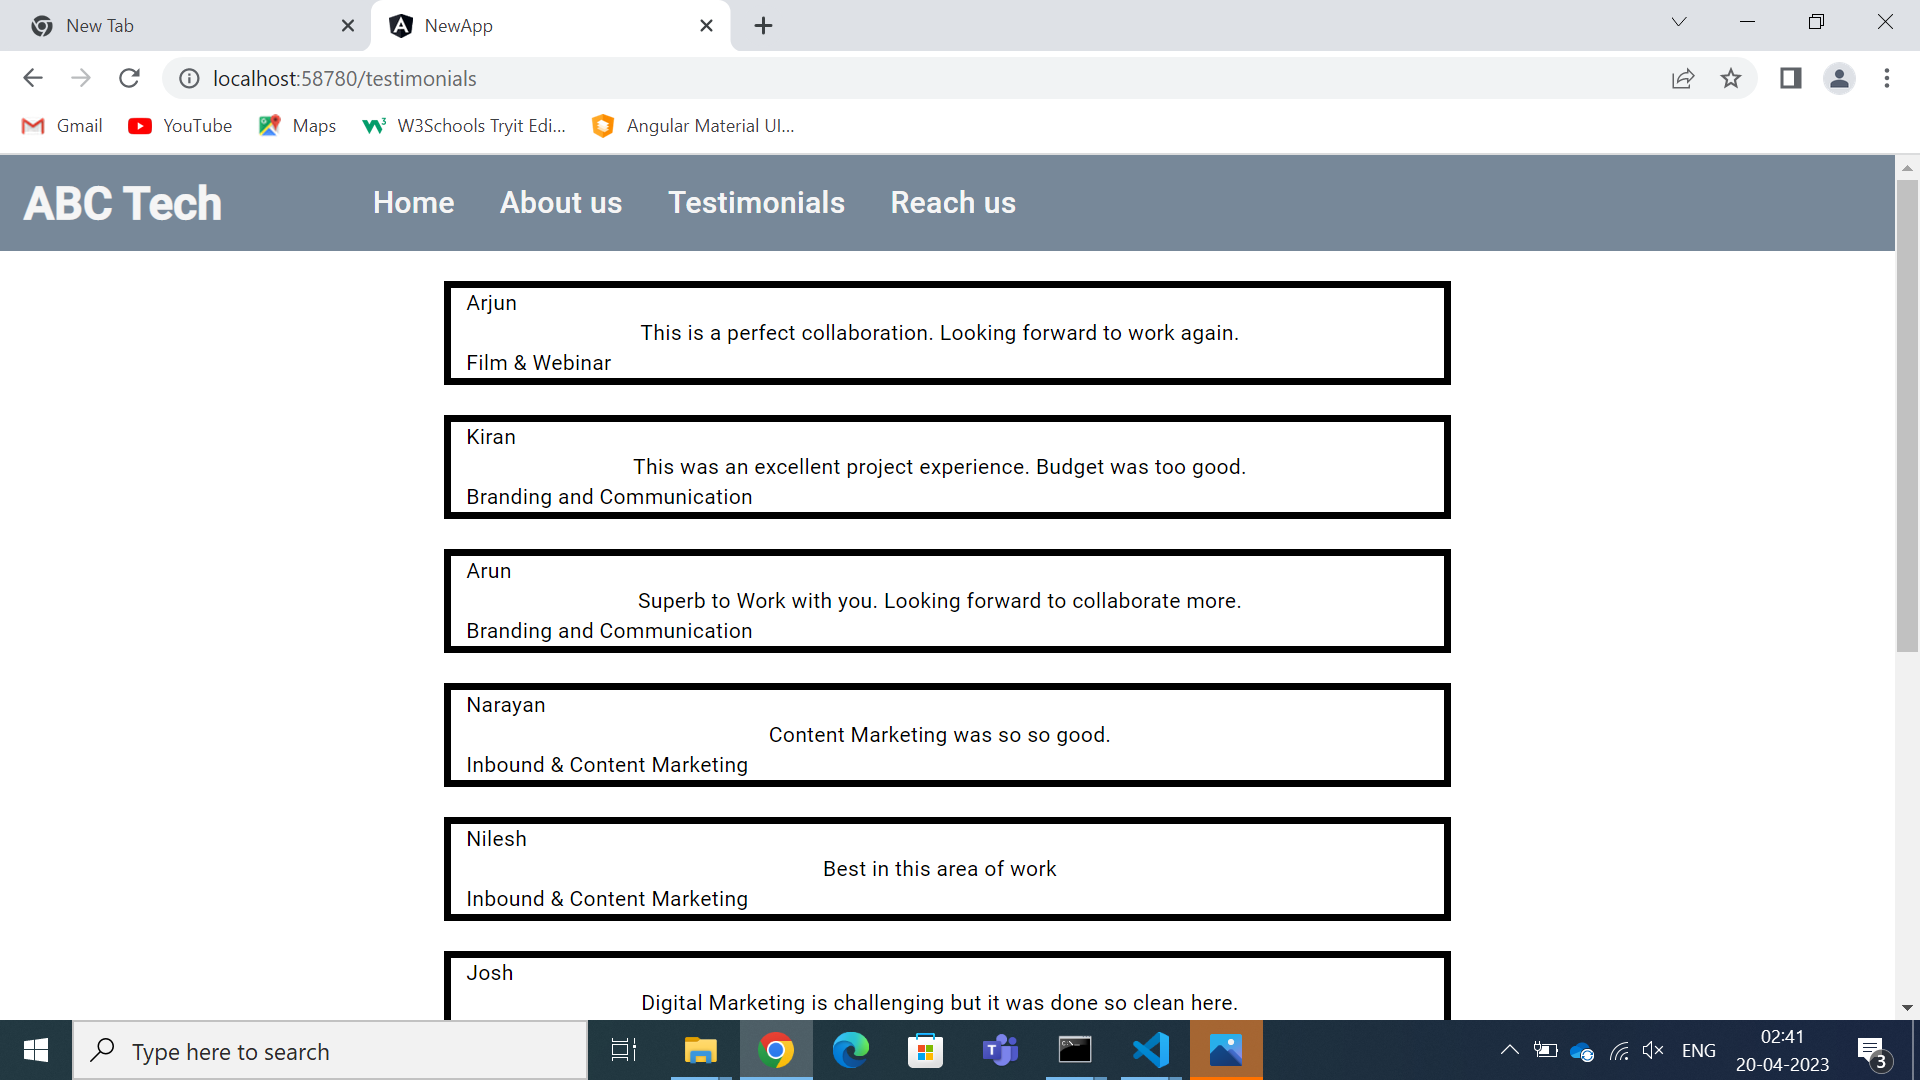 New Tab
NewApp
localhost:58780/testimonials
Gmail
YouTube
Maps
W3Schools Tryit Edi...
Angular Material UI...
ABC Tech
Home
About us
Testimonials
Reach us
Arjun
This is a perfect collaboration. Looking forward to work again.
Film & Webinar
Kiran
This was an excellent project experience. Budget was too good.
Branding and Communication
Arun
Superb to Work with you. Looking forward to collaborate more.
Branding and Communication
Narayan
Content Marketing was so so good.
Inbound & Content Marketing
Nilesh
Best in this area of work
Inbound & Content Marketing
Josh
Digital Marketing is challenging but it was done so clean here.
Type here to search
ENG
02:41
20-04-2023
3